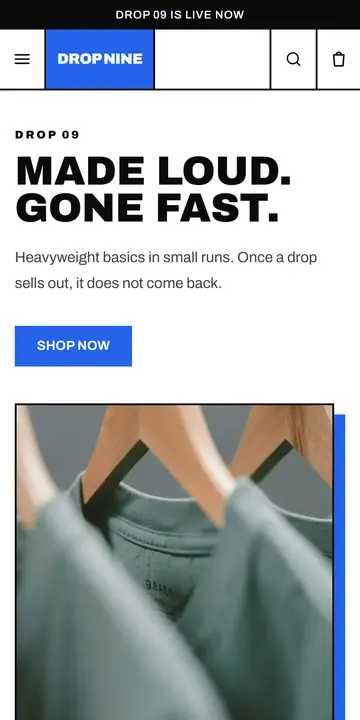 DROP 09 IS LIVE NOW
DROPNINE
DROP 09
MADE LOUD.
GONE FAST.
Heavyweight basics in small runs. Once a drop
sells out, it does not come back.
SHOP NOW